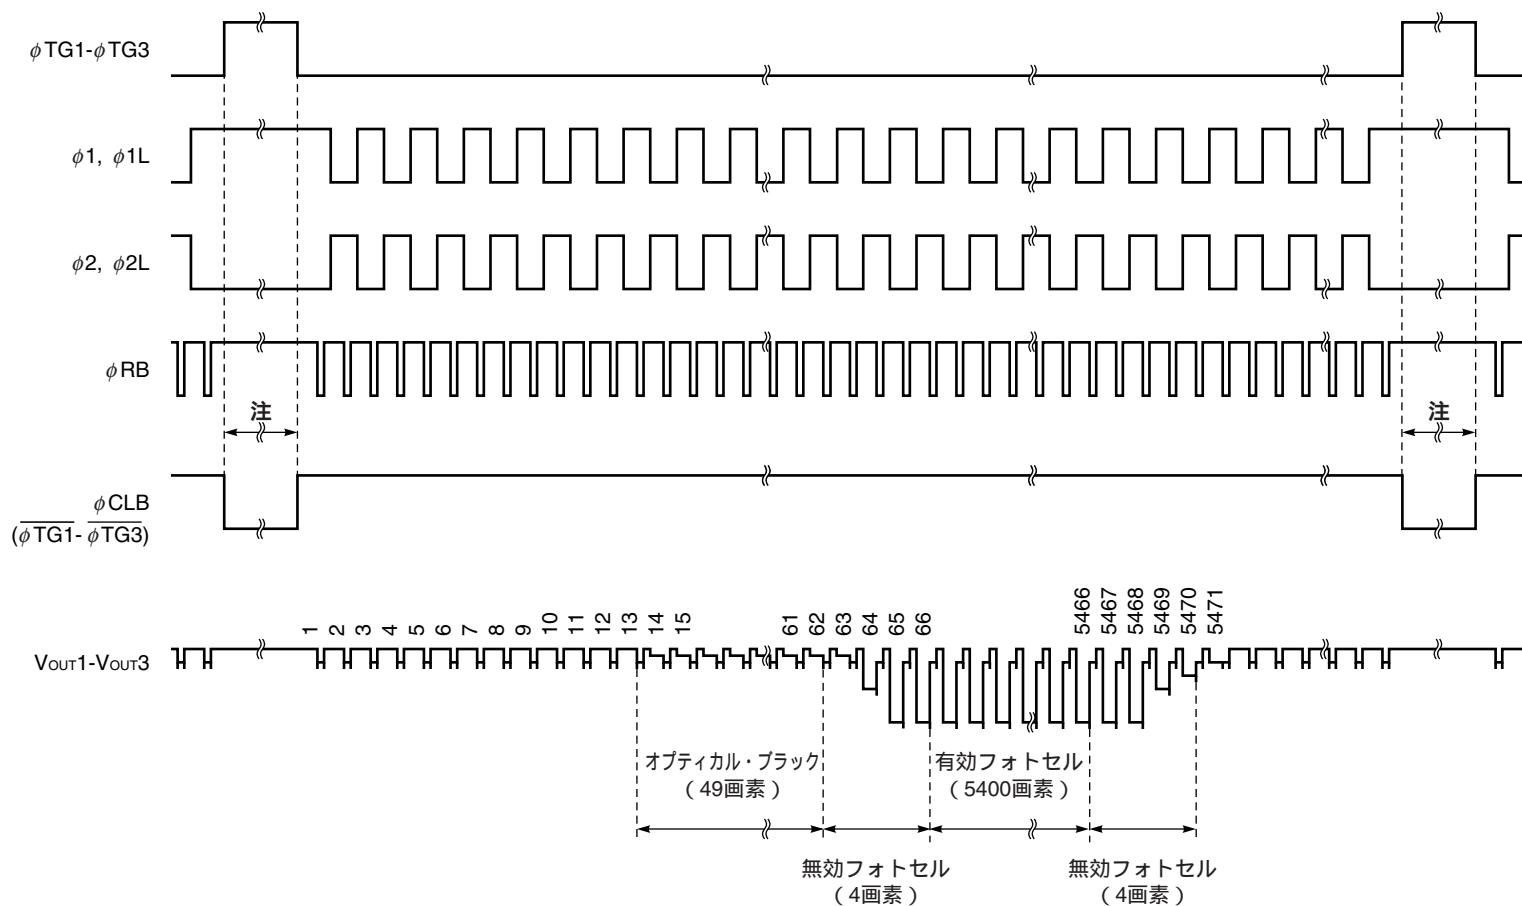 φTG1-φTG3
φ1, φ1L
φ2, φ2L
φRB
注
注
φCLB
(φTG1-φTG3)
1 2 3 4 5 6 7 8 9 10 11 12 13 14 15 61 62 63 64 65 66 5466 5467 5468 5469 5470 5471
VOUT1-VOUT3
オプティカル・ブラック
(49画素)
有効フォトセル
(5400画素)
無効フォトセル
(4画素)
無効フォトセル
(4画素)